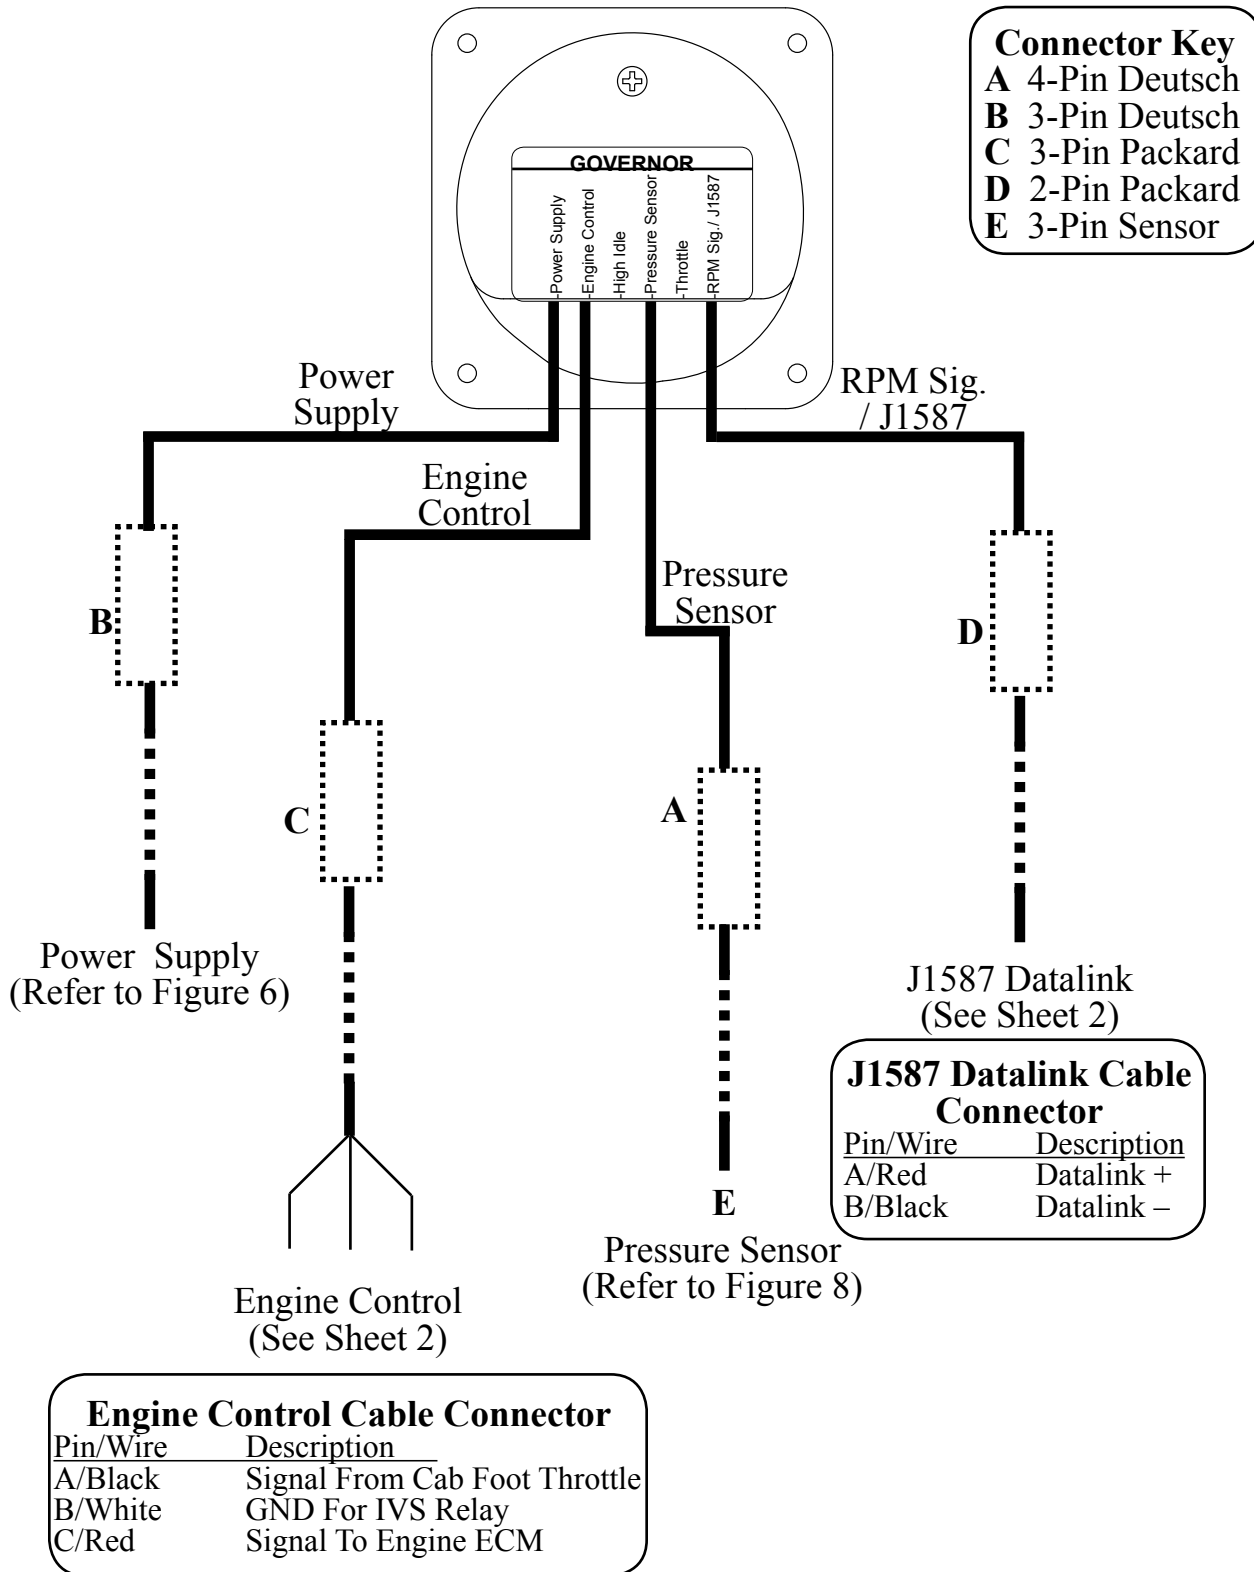 Connector Key
A 4-Pin Deutsch
B 3-Pin Deutsch
C 3-Pin Packard
D 2-Pin Packard
E 3-Pin Sensor
GOVERNOR
-Power Supply
-Engine Control
-High Idle
-Pressure Sensor
-Throttle
-RPM Sig./ J1587
Power
Supply
RPM Sig.
/ J1587
Engine
Control
Pressure
Sensor
B
D
C
A
Power Supply
(Refer to Figure 6)
J1587 Datalink
(See Sheet 2)
J1587 Datalink Cable
Connector
Pin/Wire Description
A/Red Datalink +
B/Black Datalink –
E
Pressure Sensor
(Refer to Figure 8)
Engine Control
(See Sheet 2)
Engine Control Cable Connector
Pin/Wire Description
A/Black Signal From Cab Foot Throttle
B/White GND For IVS Relay
C/Red Signal To Engine ECM